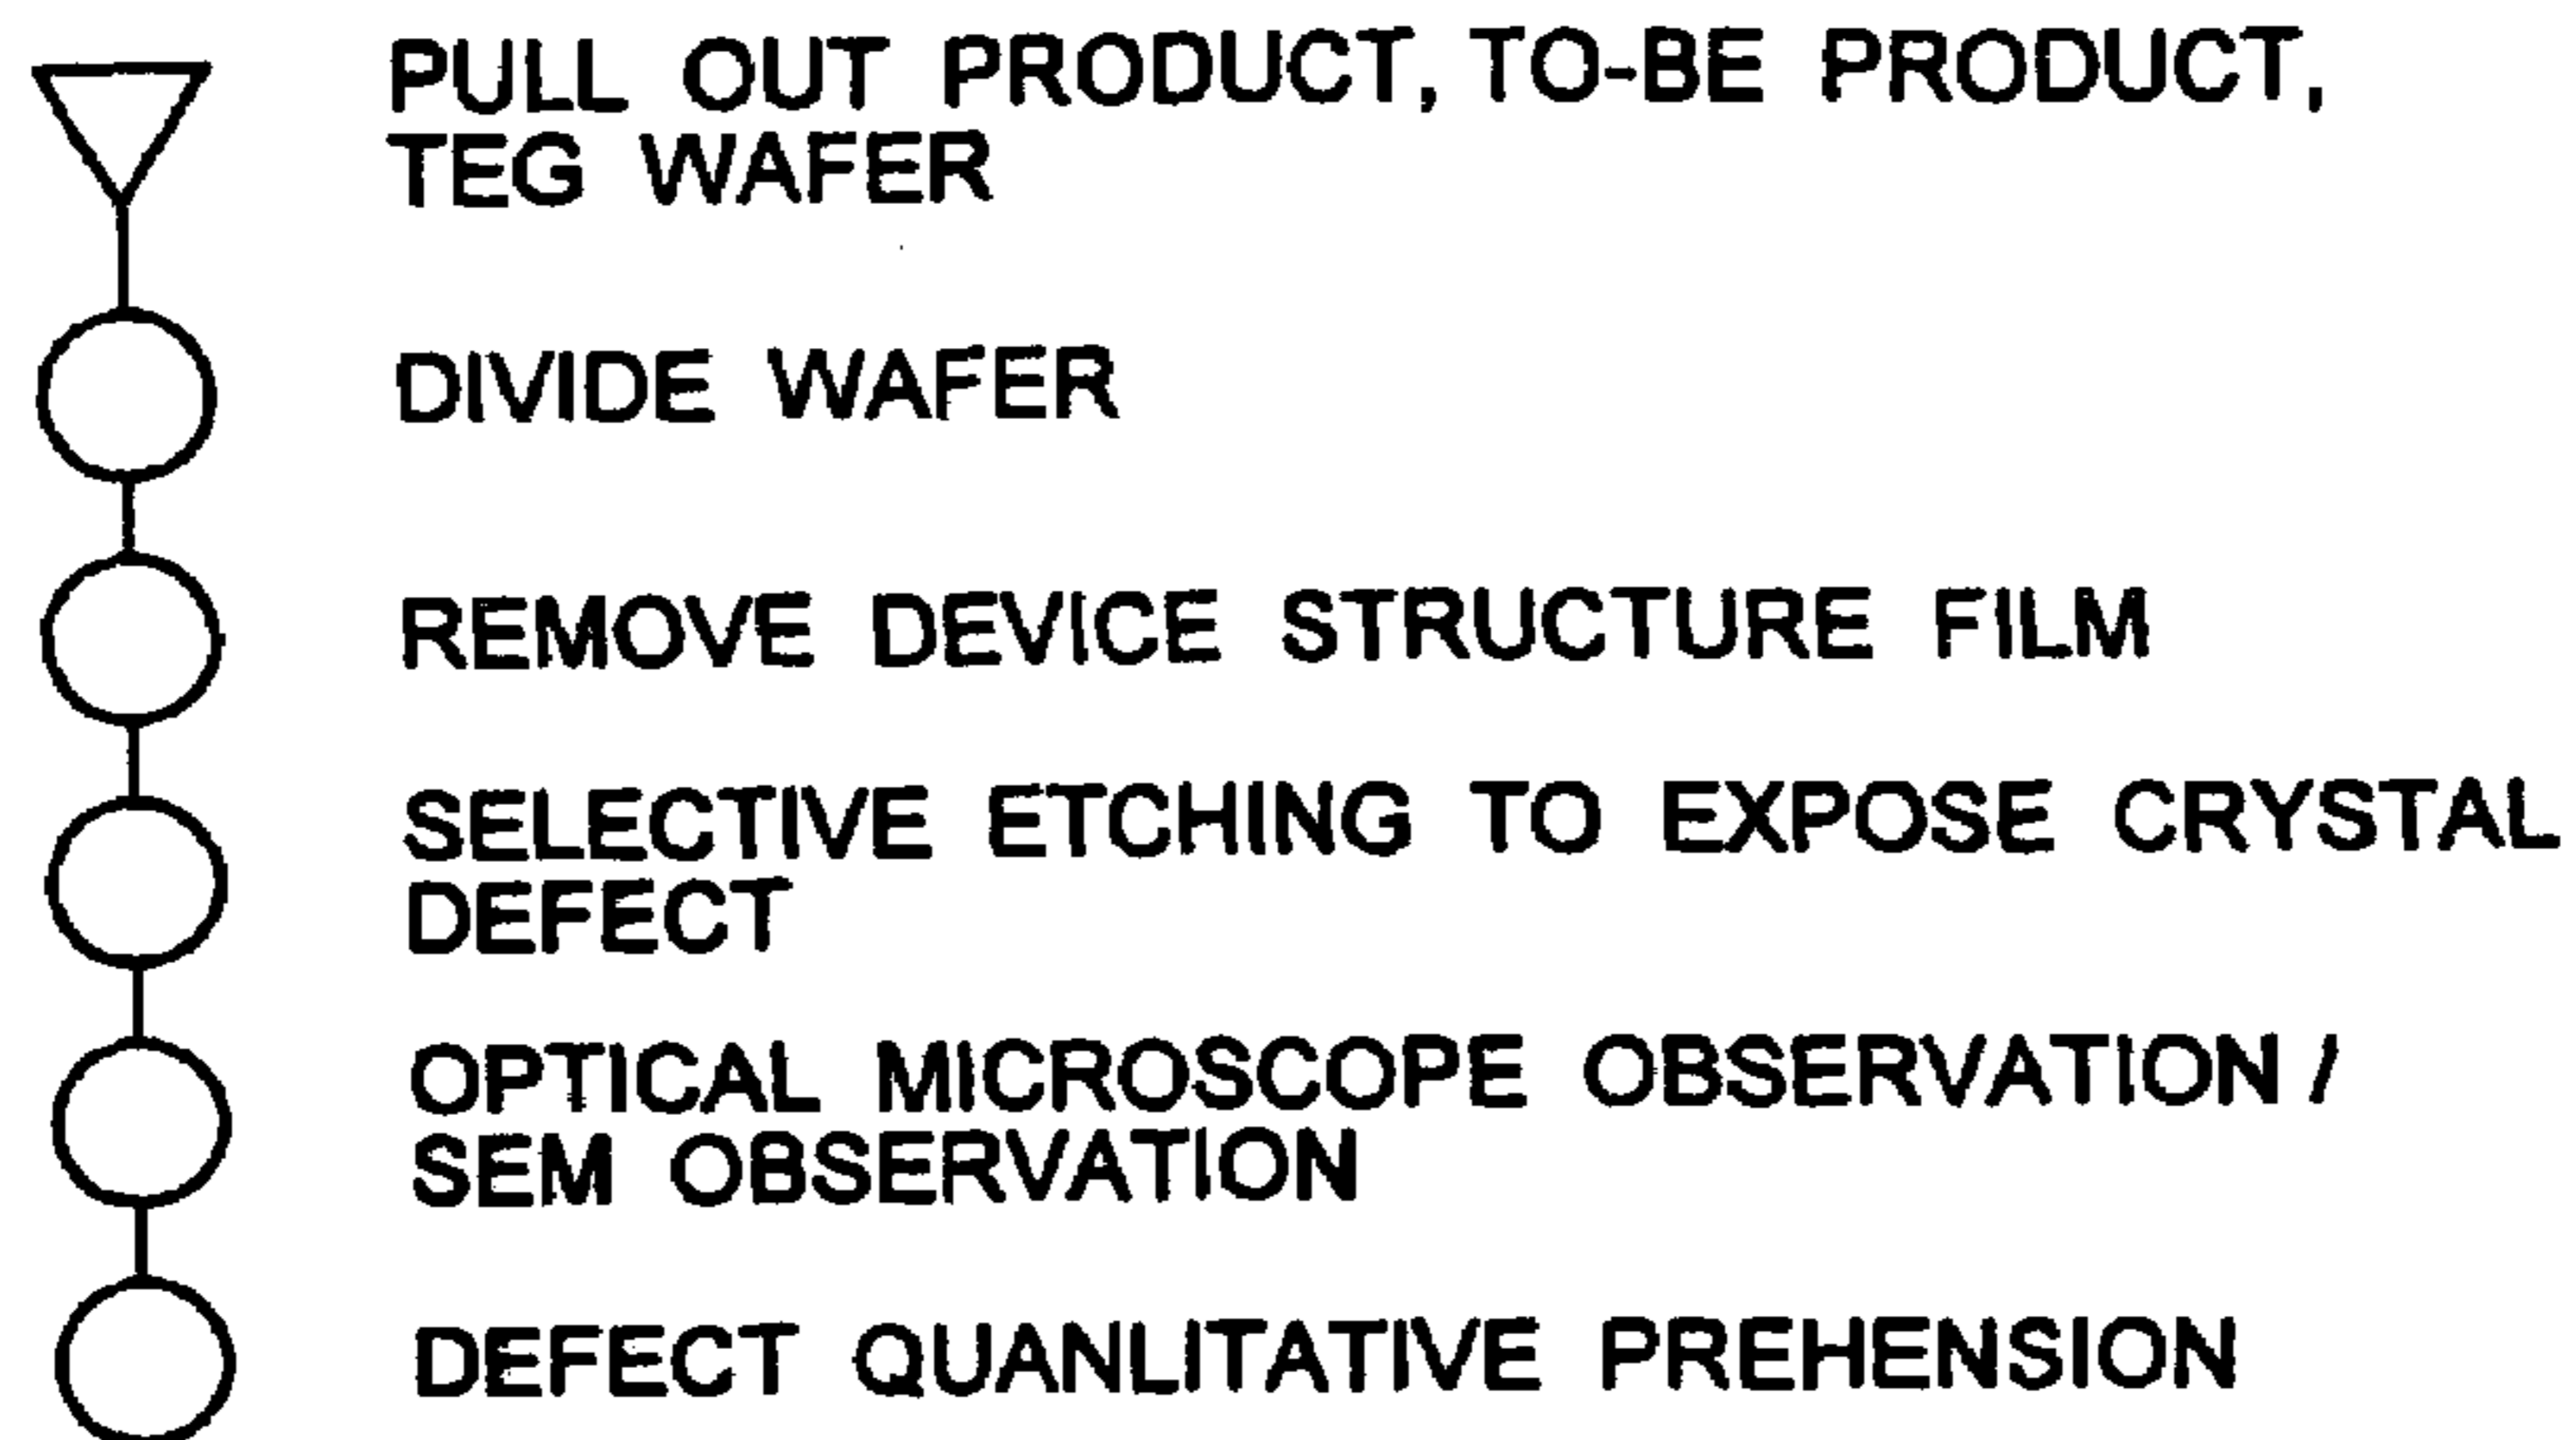 PULL OUT PRODUCT, TO-BE PRODUCT,
TEG WAFER
DIVIDE WAFER
REMOVE DEVICE STRUCTURE FILM
SELECTIVE ETCHING TO EXPOSE CRYSTAL
DEFECT
OPTICAL MICROSCOPE OBSERVATION /
SEM OBSERVATION
DEFECT QUANLITATIVE PREHENSION